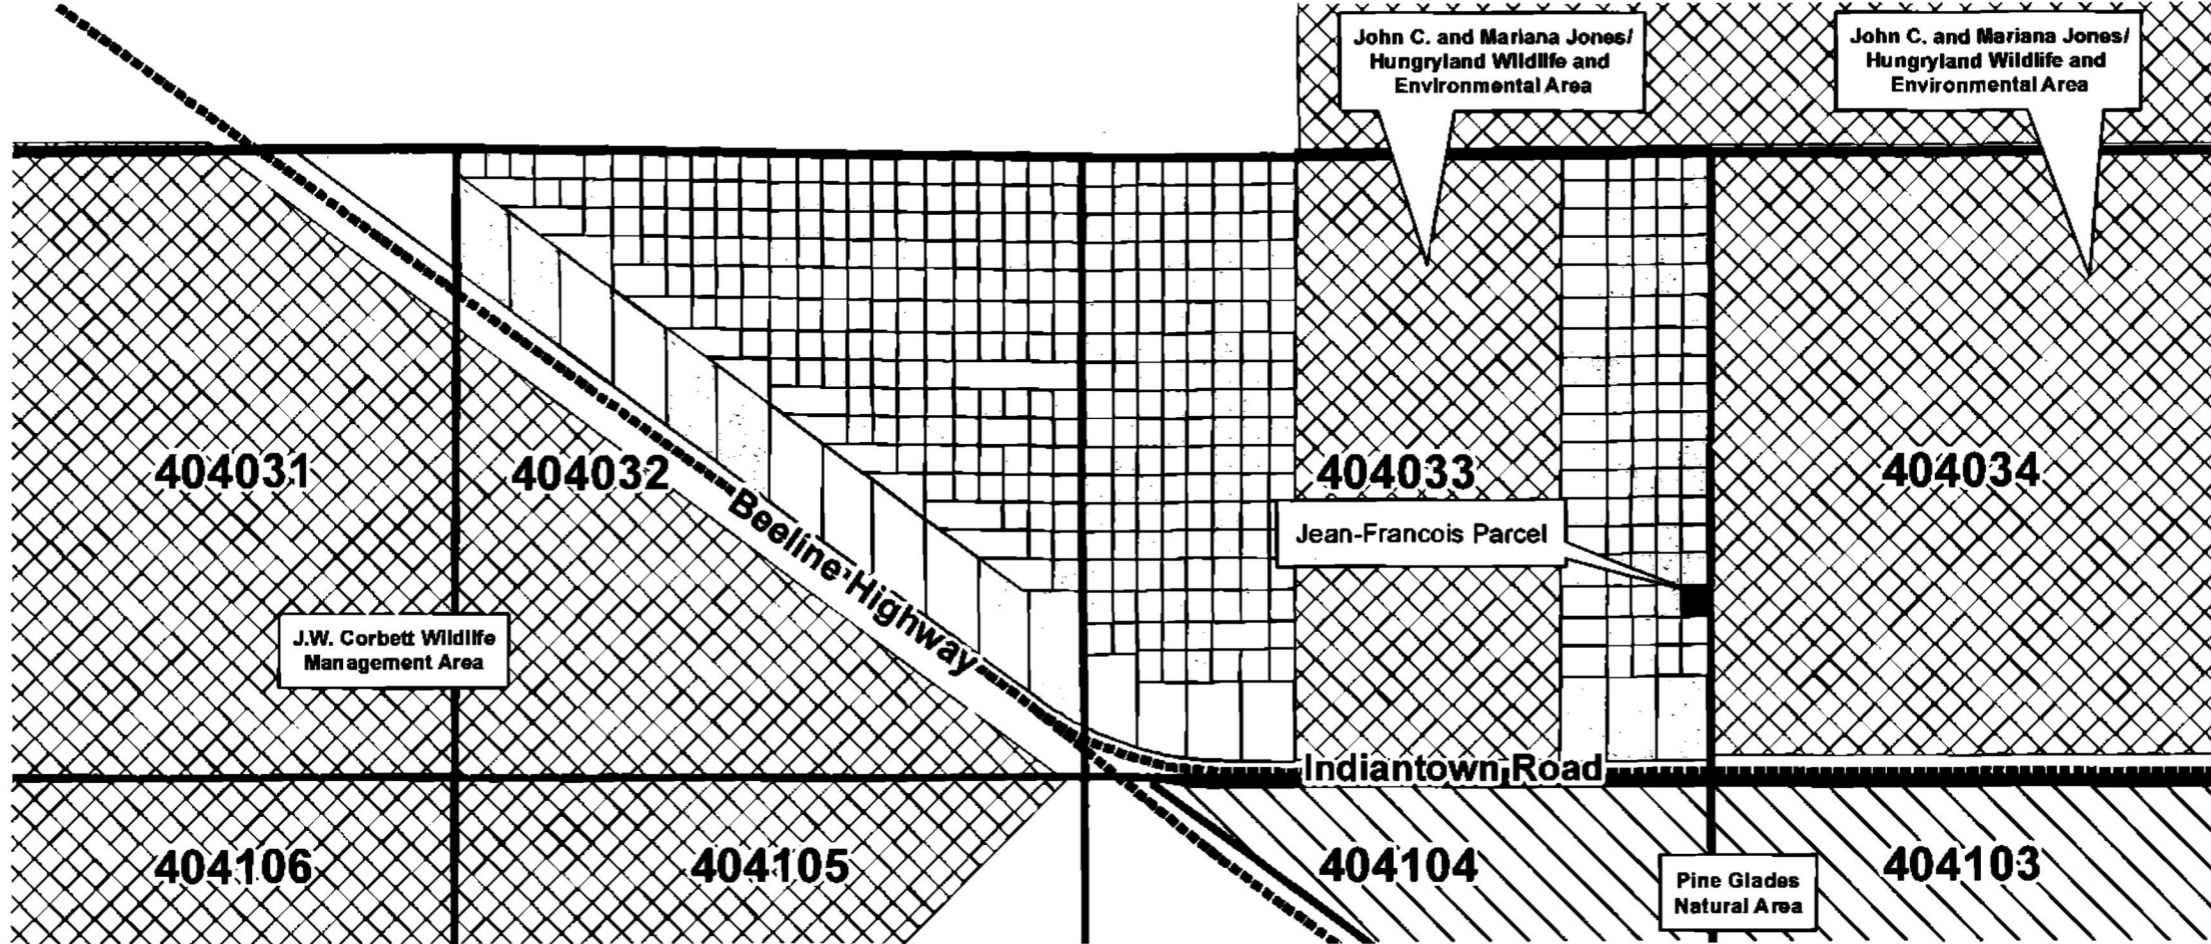 John C. and Mariana Jones/
Hungryland Wildlife and
Environmental Area
John C. and Mariana Jones/
Hungryland Wildlife and
Environmental Area
404031
404032
404033
404034
Beeline Highway
Jean-Francois Parcel
J.W. Corbett Wildlife
Management Area
Indiantown Road
404106
404105
404104
404103
Pine Glades
Natural Area